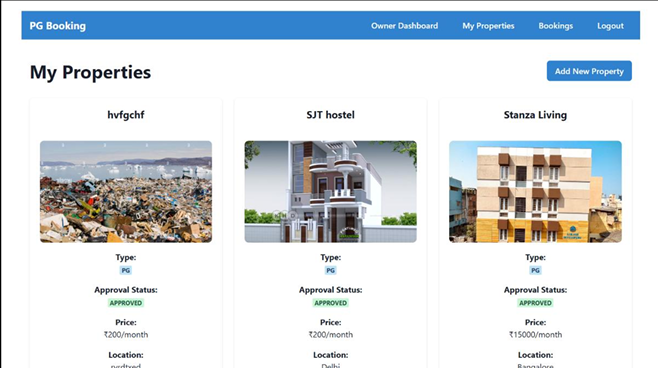 PG Booking
Owner Dashboard My Properties Bookings Logout
My Properties
Add New Property
hvfgchf SJT hostel Stanza Living
Type: Type: Type:
PG PG PG
Approval Status: Approval Status: Approval Status:
APPROVED APPROVED APPROVED
Price: Price: Price:
₹200/month ₹200/month ₹15000/month
Location: Location: Location:
Delhi Bangalore